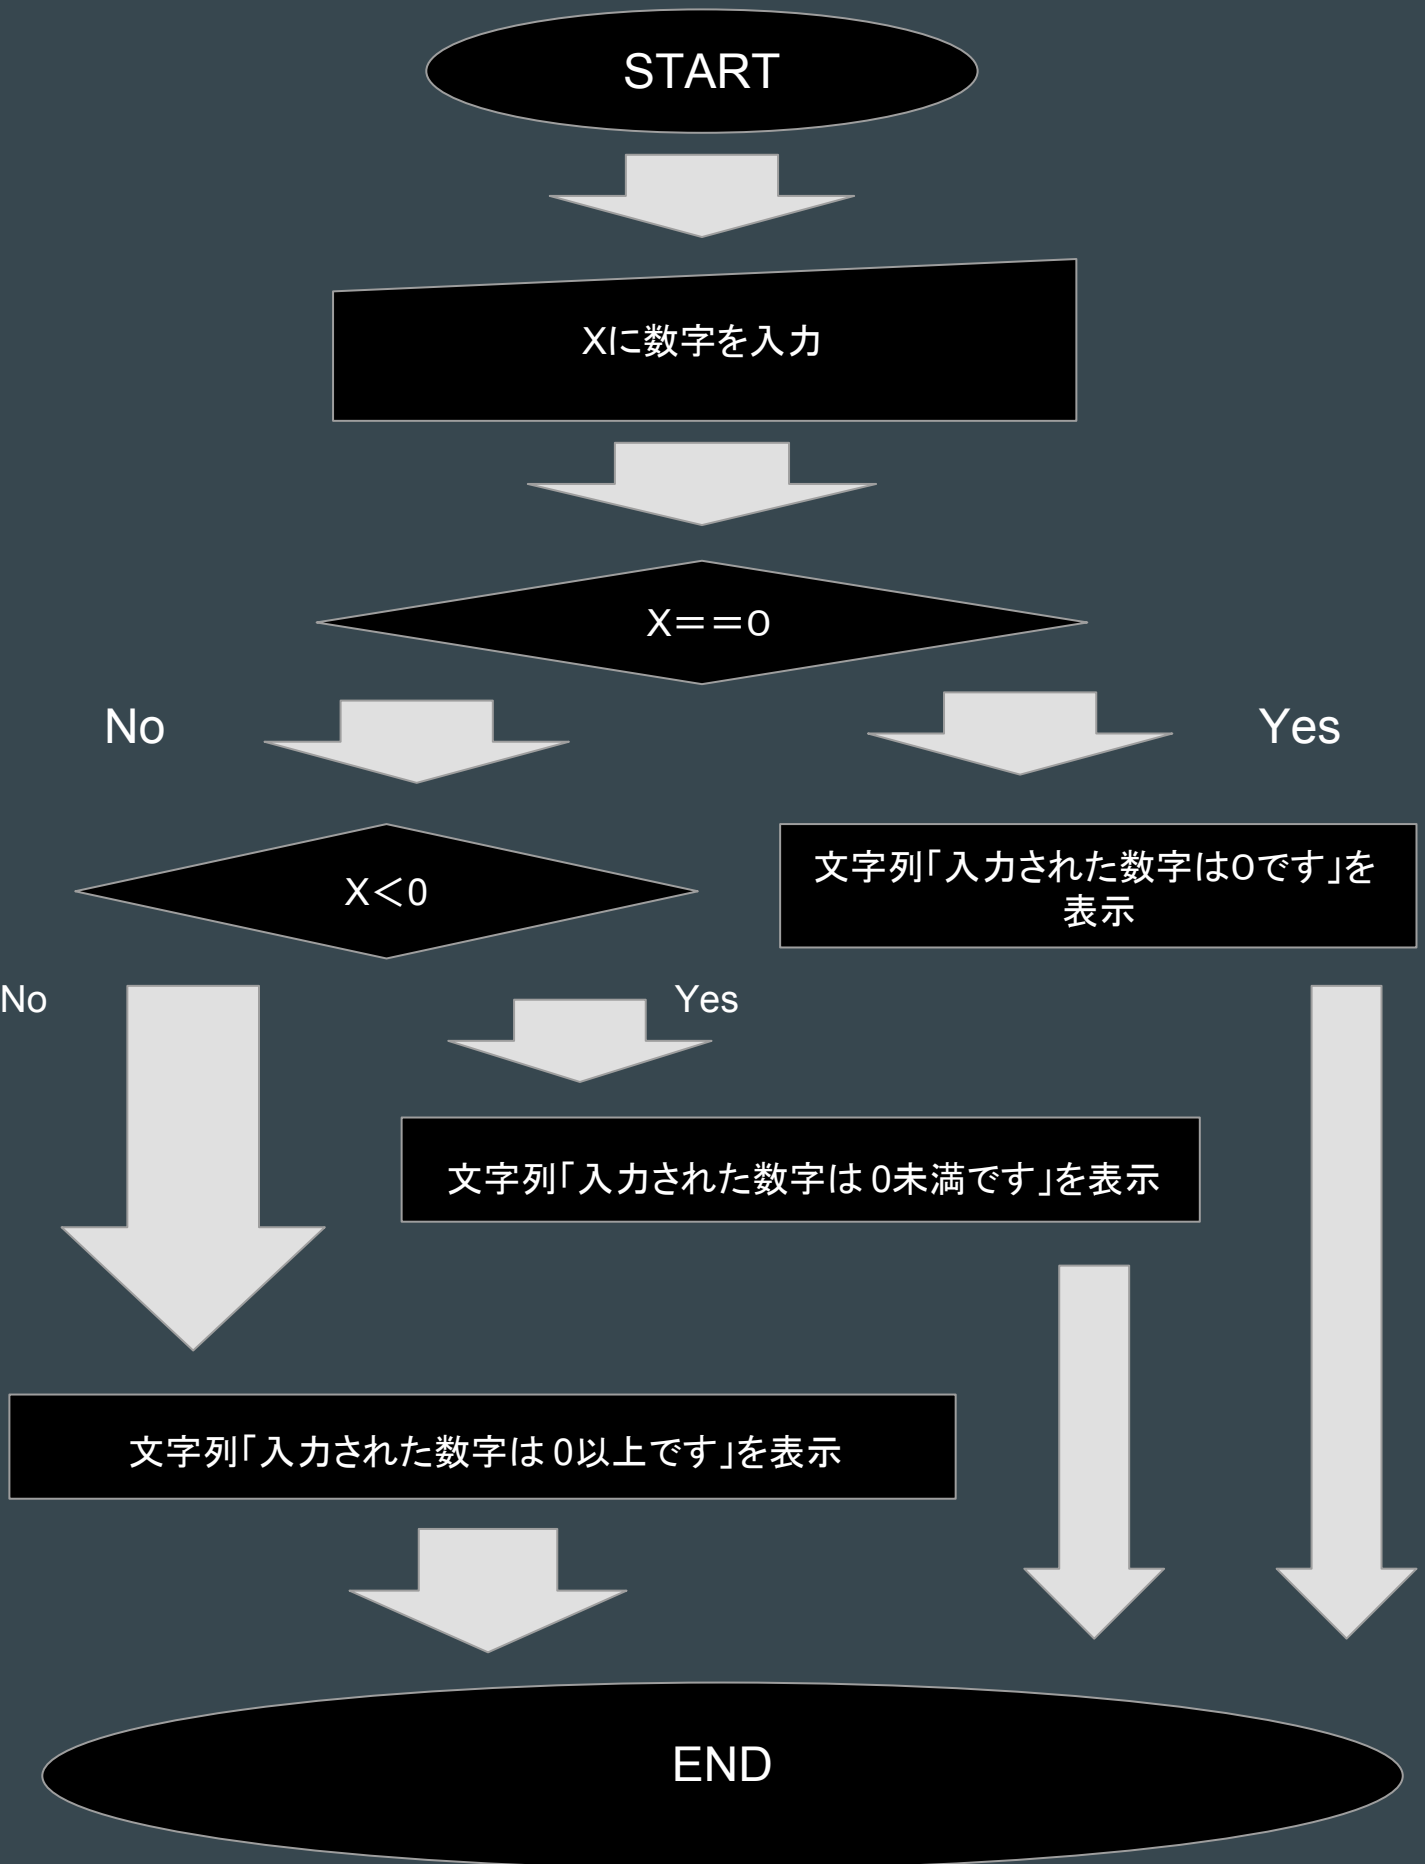 START
Xに数字を入力
X==0
No
Yes
X<0
文字列「入力された数字は0です」を
表示
No
Yes
文字列「入力された数字は 0未満です」を表示
文字列「入力された数字は 0以上です」を表示
END